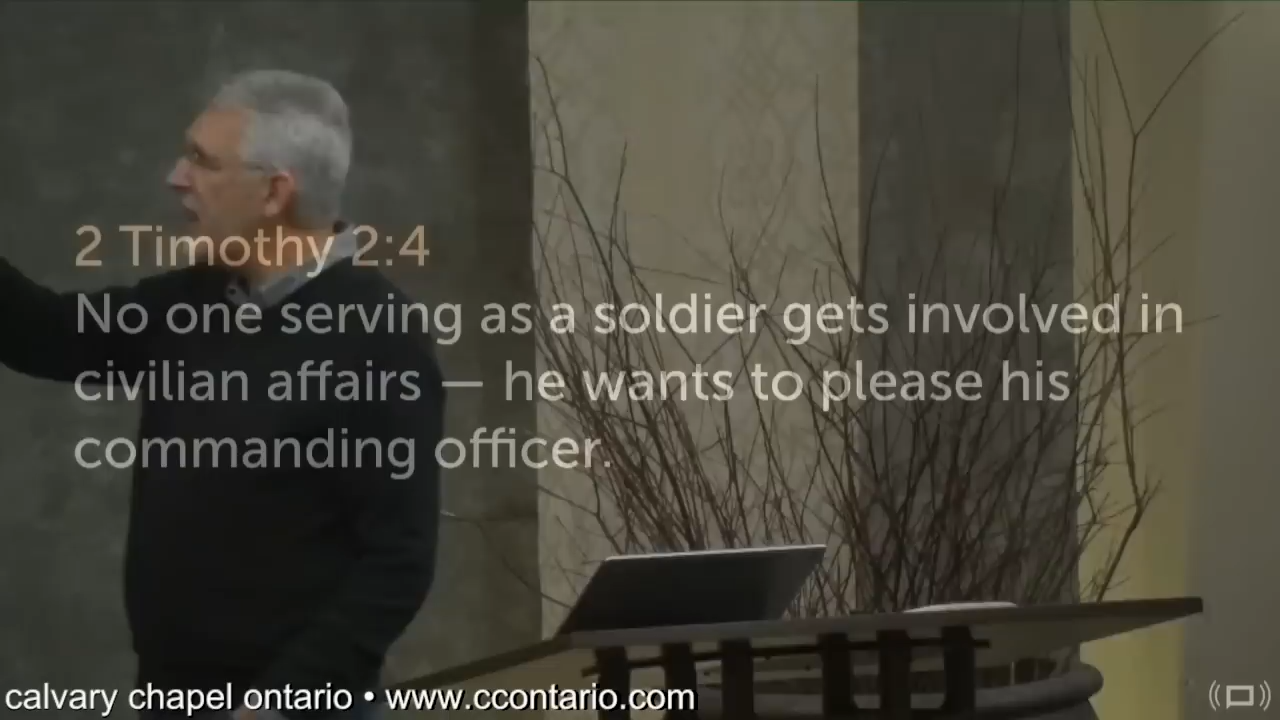 2 Timothy 2:4
No one serving as a soldier gets involved in
civilian affairs — he wants to please his
commanding officer.
calvary chapel ontario • www.ccontario.com